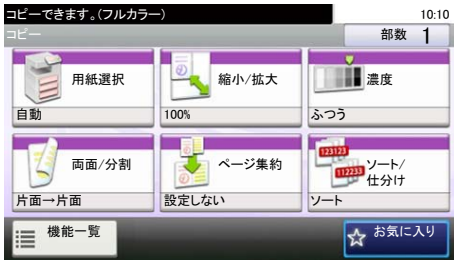 コピーできます。(フルカラー)
10:10
コピー
部数 1
用紙選択
自動
縮小/拡大
100%
濃度
ふつう
両面/分割
片面→片面
ページ集約
設定しない
123123
112233
ソート/
仕分け
ソート
機能一覧
お気に入り